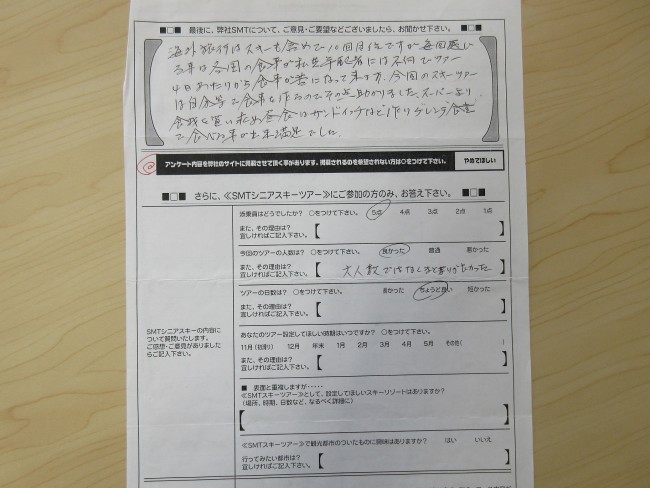 ■□■ 最後に、弊社SMTについて、ご意見・ご要望などございましたら、お聞かせ下さい。 ■□■
海外旅行はスキーも含めて10回目位ですが毎回感じ
る事は各国の食事が私達年配者には不向でツアー
4日あたりから食事が苦になって来ます。今回のスキーツアー
は自分等で食事を作るのでその点助かりました。スーパーより
食材を買い求め昼食はサンドイッチなど作りゲレンデ食堂
で食べる事が出来満足でした。
アンケート内容を弊社のサイトに掲載させて頂く事があります。掲載されるのを希望されない方は○をつけて下さい。 やめてほしい
■□■ さらに、≪SMTシニアスキーツアー≫にご参加の方のみ、お答え下さい。 ■□■
SMTシニアスキーの内容に
ついて質問いたします。
ご感想・ご意見がありました
らご記入下さい。
添乗員はどうでしたか？ ○をつけて下さい。 5点 4点 3点 2点 1点
また、その理由は？
宜しければご記入下さい。
今回のツアーの人数は？ ○をつけて下さい。 良かった 普通 悪かった
また、その理由は？
宜しければご記入下さい。
大人数ではなくまとまりがよかった
ツアーの日数は？ ○をつけて下さい。 長かった ちょうど良い 短かった
また、その理由は？
宜しければご記入下さい。
あなたのツアー設定してほしい時期はいつですか？ ○をつけて下さい。
11月(初滑り) 12月 年末 1月 2月 3月 4月 5月 その他( )
また、その理由は？
宜しければご記入下さい。
■ 表面と重複しますが・・・・・
≪SMTスキーツアー≫として、設定してほしいスキーリゾートはありますか？
(場所、時期、日数など、なるべく詳細に)
≪SMTスキーツアー≫で観光都市のついたものに興味はありますか？ はい いいえ
行ってみたい都市は？
宜しければご記入下さい。